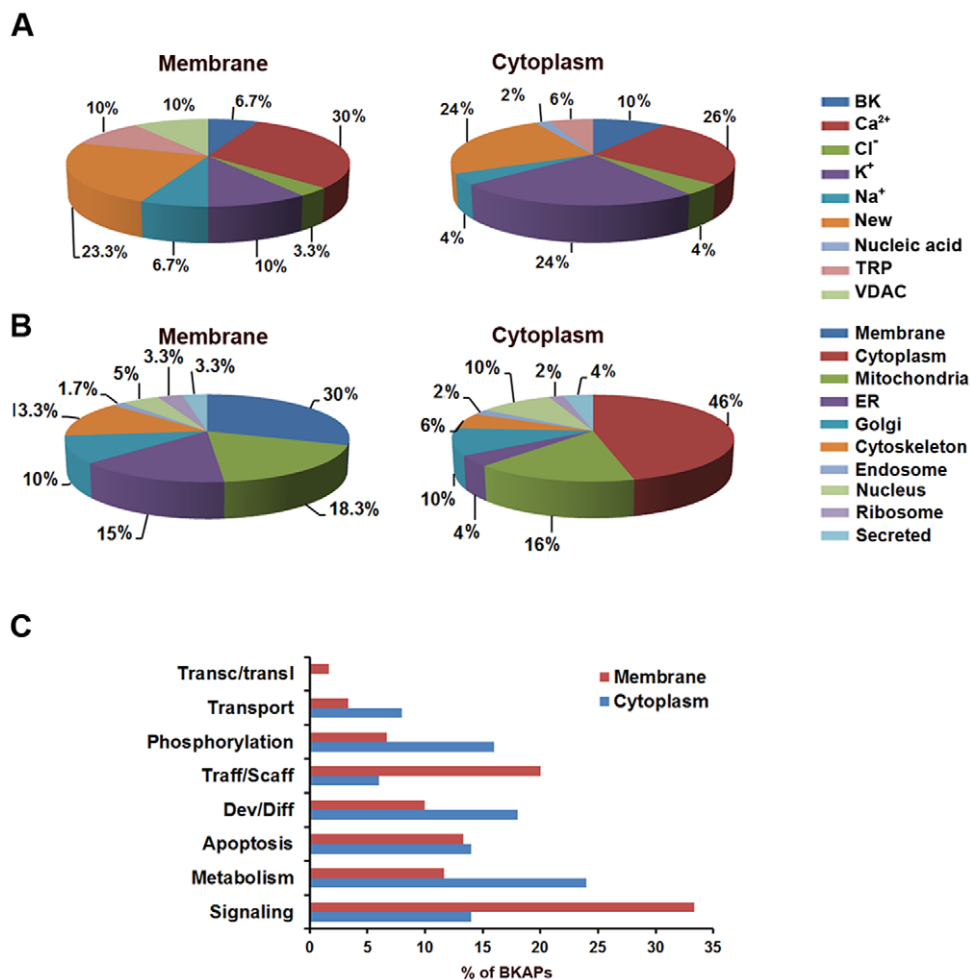 A
Membrane
Cytoplasm
10%
10%
6.7%
30%
23.3%
6.7%
10%
3.3%
24%
2%
6%
10%
26%
4%
24%
4%
BK
Ca²⁺
Cl⁻
K⁺
Na⁺
New
Nucleic acid
TRP
VDAC
B
Membrane
Cytoplasm
1.7%
5%
3.3%
3.3%
30%
13.3%
10%
15%
18.3%
2%
10%
2%
4%
46%
6%
10%
4%
16%
Membrane
Cytoplasm
Mitochondria
ER
Golgi
Cytoskeleton
Endosome
Nucleus
Ribosome
Secreted
C
Transc/transl
Transport
Phosphorylation
Traff/Scaff
Dev/Diff
Apoptosis
Metabolism
Signaling
Membrane
Cytoplasm
0 5 10 15 20 25 30 35
% of BKAPs